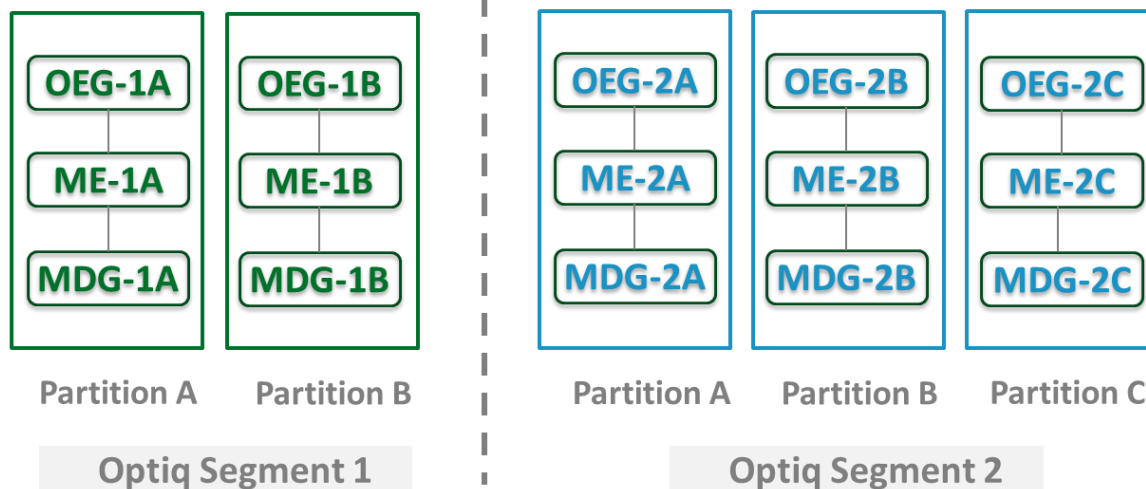 OEG-1A
ME-1A
MDG-1A
Partition A
OEG-1B
ME-1B
MDG-1B
Partition B
Optiq Segment 1
OEG-2A
ME-2A
MDG-2A
Partition A
OEG-2B
ME-2B
MDG-2B
Partition B
OEG-2C
ME-2C
MDG-2C
Partition C
Optiq Segment 2